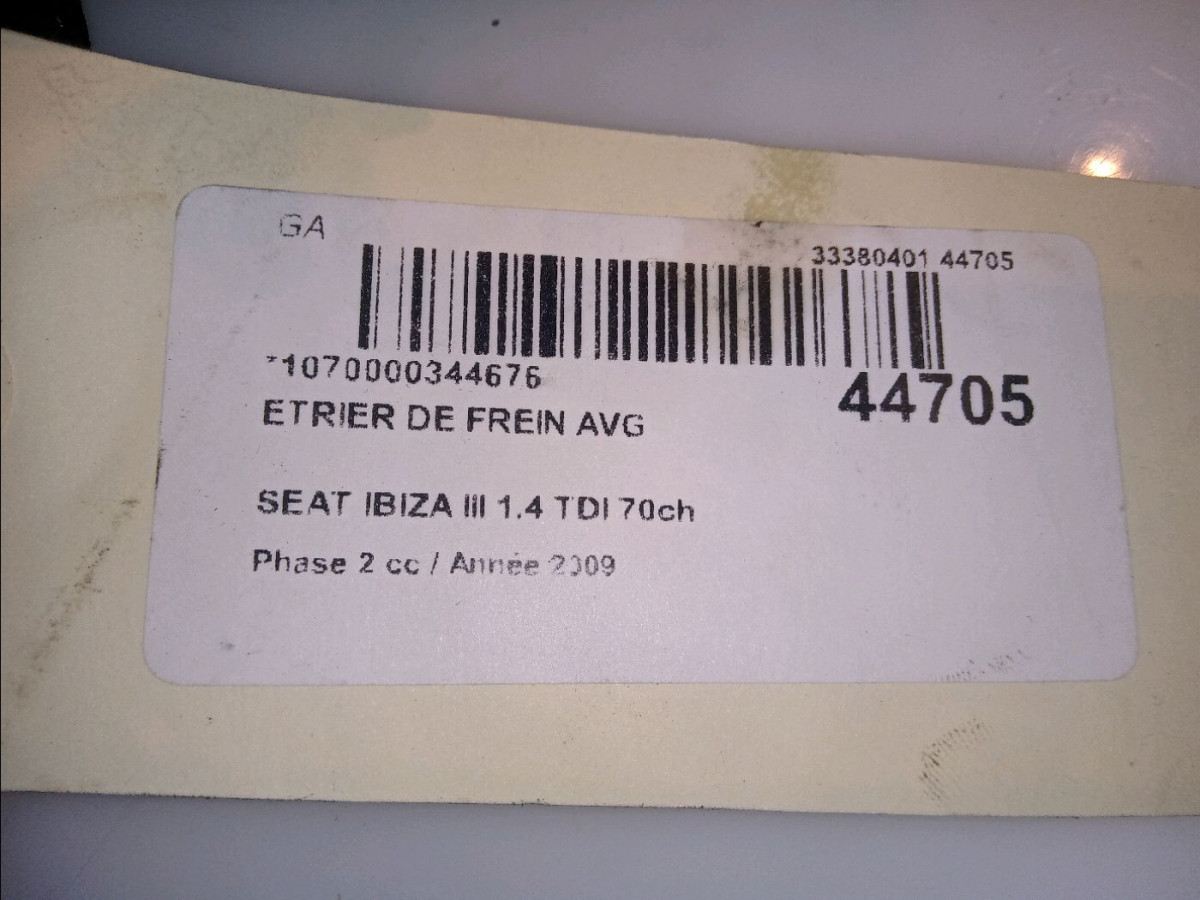 GA
33380401 44705
*1070000344676
44705
ETRIER DE FREIN AVG
SEAT IBIZA III 1.4 TDI 70ch
Phase 2 cc / Année 2009